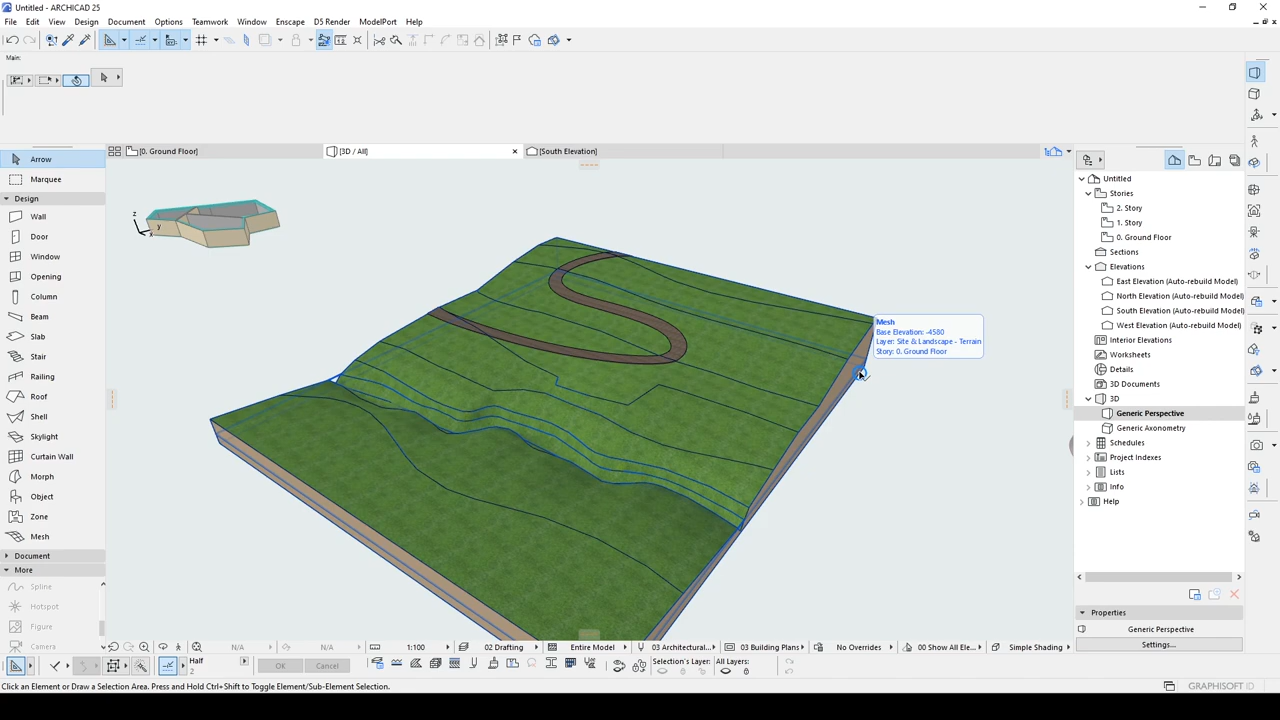 Untitled - ARCHICAD 25
File Edit View Design Document Options Teamwork Window Enscape D5 Render ModelPort Help
Main:
[0. Ground Floor]
[3D / All]
[South Elevation]
Arrow
Marquee
Design
Wall
Door
Window
Opening
Column
Beam
Slab
Stair
Railing
Roof
Shell
Skylight
Curtain Wall
Morph
Object
Zone
Mesh
Document
More
Spline
Hotspot
Figure
Camera
z
y
x
Mesh
Base Elevation: -4580
Layer: Site & Landscape - Terrain
Story: 0. Ground Floor
Untitled
Stories
2. Story
1. Story
0. Ground Floor
Sections
Elevations
East Elevation (Auto-rebuild Model)
North Elevation (Auto-rebuild Model)
South Elevation (Auto-rebuild Model)
West Elevation (Auto-rebuild Model)
Interior Elevations
Worksheets
Details
3D Documents
3D
Generic Perspective
Generic Axonometry
Schedules
Project Indexes
Lists
Info
Help
Properties
Generic Perspective
Settings...
N/A N/A 1:100 02 Drafting Entire Model 03 Architectural... 03 Building Plans No Overrides 00 Show All Ele... Simple Shading
Half
2
OK Cancel
Selection's Layer: All Layers:
Click an Element or Draw a Selection Area. Press and Hold Ctrl+Shift to Toggle Element/Sub-Element Selection.
GRAPHISOFT ID